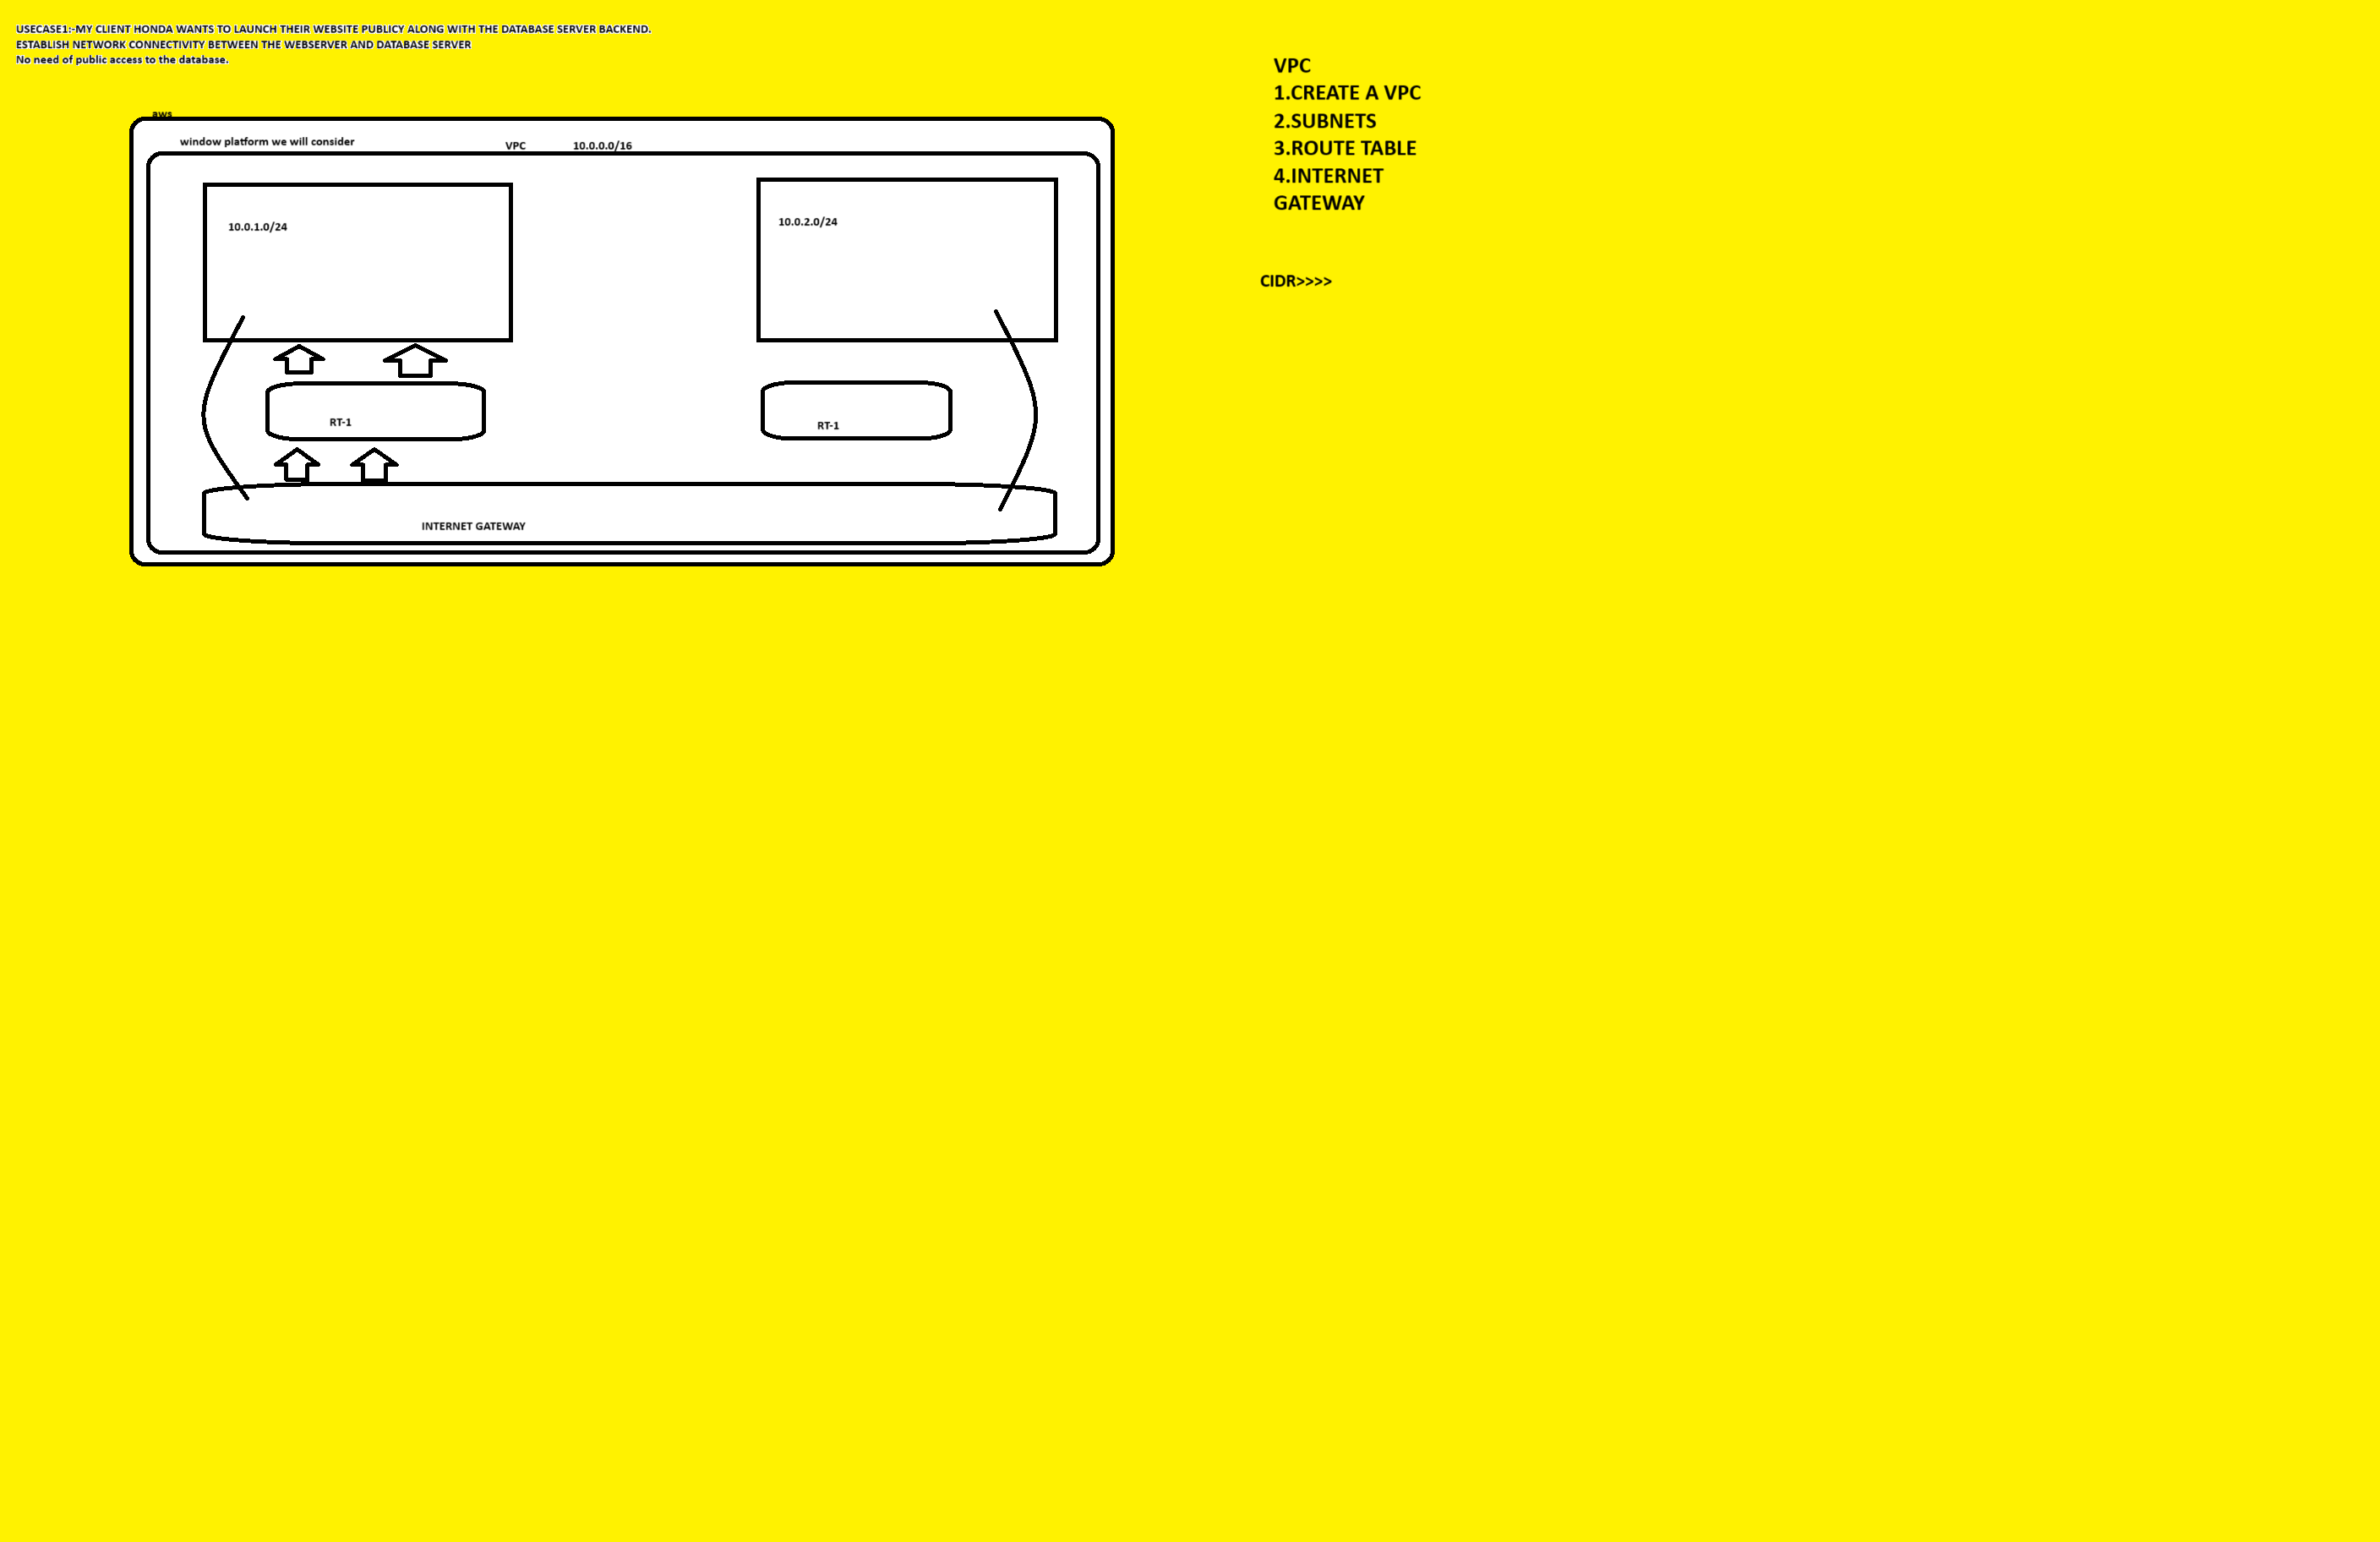 USECASE1:-MY CLIENT HONDA WANTS TO LAUNCH THEIR WEBSITE PUBLICY ALONG WITH THE DATABASE SERVER BACKEND.
ESTABLISH NETWORK CONNECTIVITY BETWEEN THE WEBSERVER AND DATABASE SERVER
No need of public access to the database.
aws
window platform we will consider
VPC 10.0.0.0/16
10.0.1.0/24
10.0.2.0/24
RT-1
RT-1
INTERNET GATEWAY
VPC
1.CREATE A VPC
2.SUBNETS
3.ROUTE TABLE
4.INTERNET
GATEWAY
CIDR>>>>